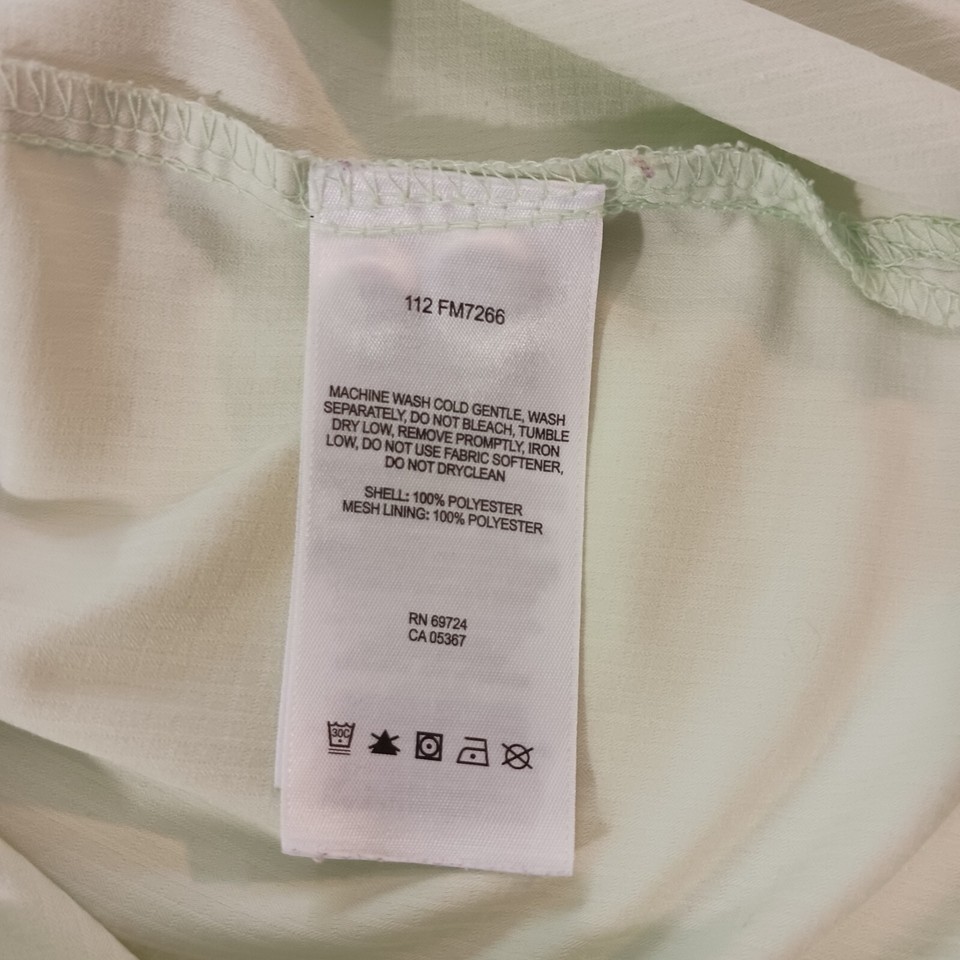 112 FM7266
MACHINE WASH COLD GENTLE, WASH
SEPARATELY, DO NOT BLEACH, TUMBLE
DRY LOW, REMOVE PROMPTLY, IRON
LOW, DO NOT USE FABRIC SOFTENER,
DO NOT DRYCLEAN
SHELL: 100% POLYESTER
MESH LINING: 100% POLYESTER
RN 69724
CA 05367
30C